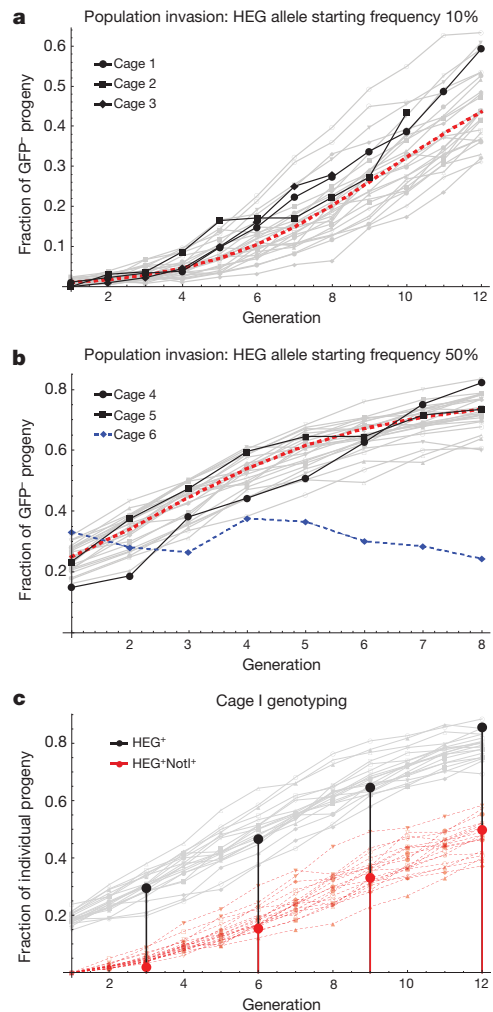 a
Population invasion: HEG allele starting frequency 10%
Fraction of GFP⁻ progeny
0.6
0.5
0.4
0.3
0.2
0.1
Cage 1
Cage 2
Cage 3
2 4 6 8 10 12
Generation
b
Population invasion: HEG allele starting frequency 50%
Fraction of GFP⁻ progeny
0.8
0.6
0.4
0.2
Cage 4
Cage 5
Cage 6
2 3 4 5 6 7 8
Generation
c
Cage I genotyping
Fraction of individual progeny
0.8
0.6
0.4
0.2
HEG⁺
HEG⁺NotI⁺
2 4 6 8 10 12
Generation